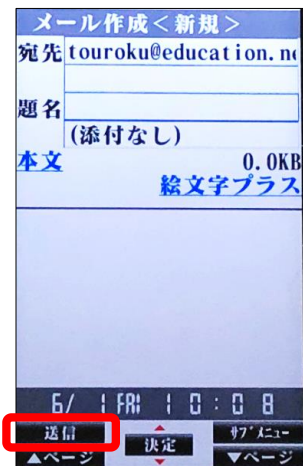 メール作成＜新規＞
宛先 touroku@education.ne
題名
(添付なし)
本文 0.0KB
絵文字プラス
6/ 1 FRI 10:08
送信 決定 ｻﾌﾞﾒﾆｭｰ
▲ページ ▼ページ